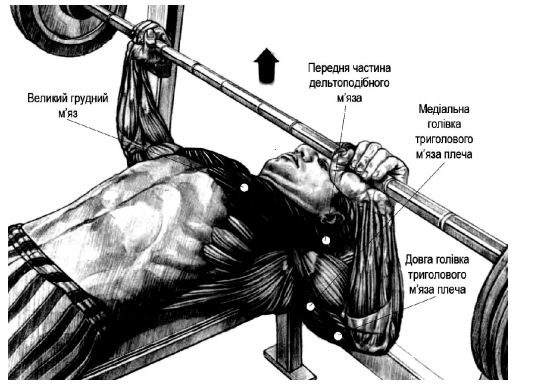 Передня частина
дельтоподібного
м'яза
Великий грудний
м'яз
Медіальна
голівка
триголового
м'яза плеча
Довга голівка
триголового
м'яза плеча